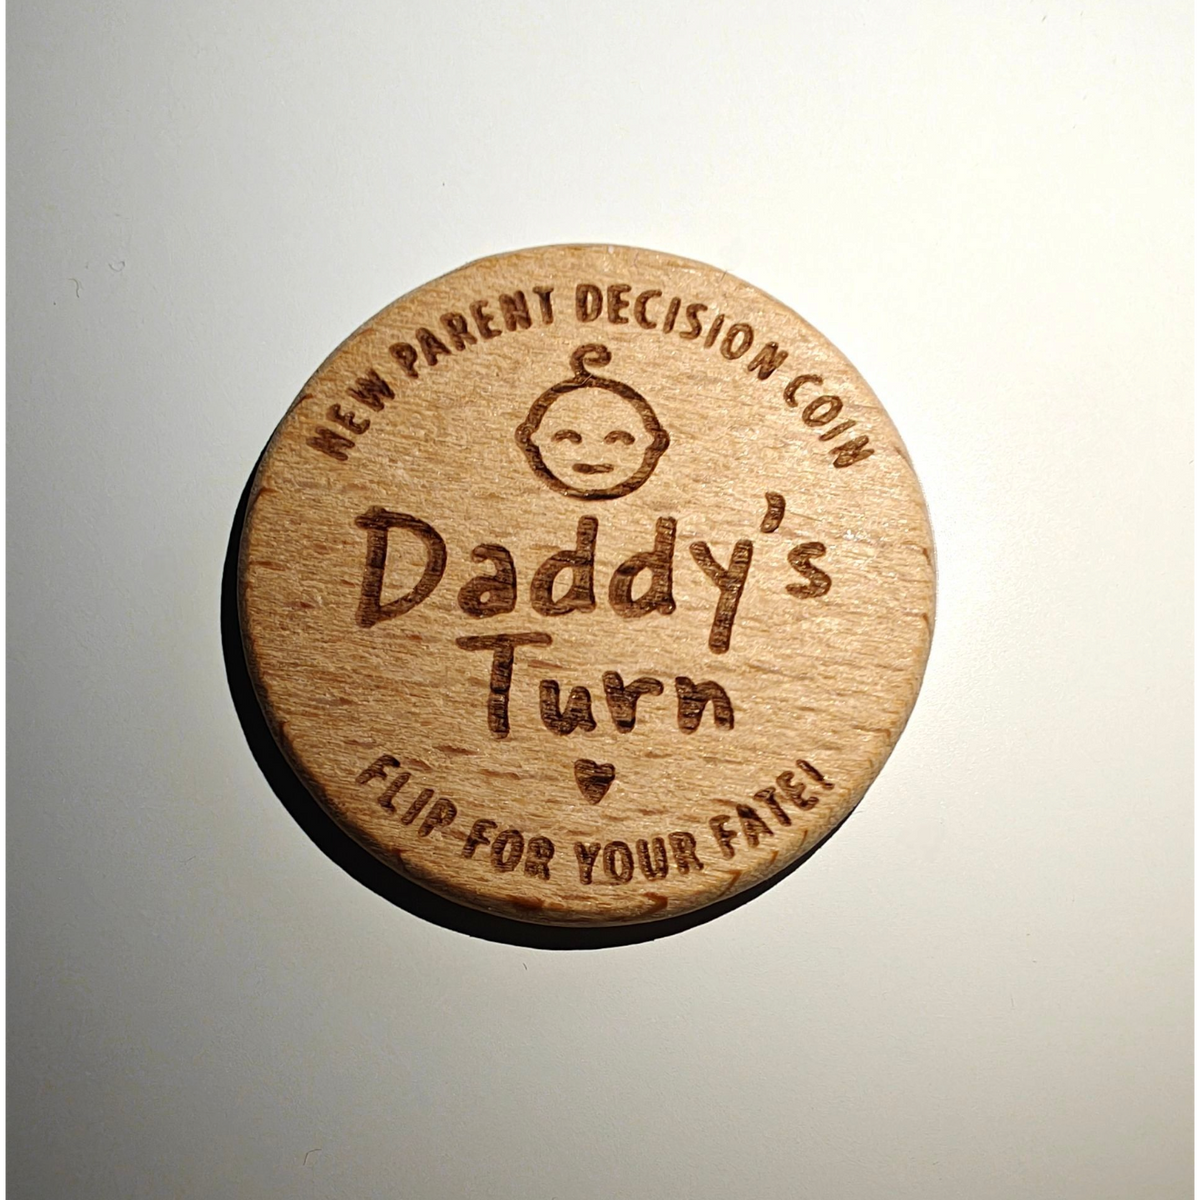 NEW PARENT DECISION COIN
Daddy's
Turn
FLIP FOR YOUR FATE!